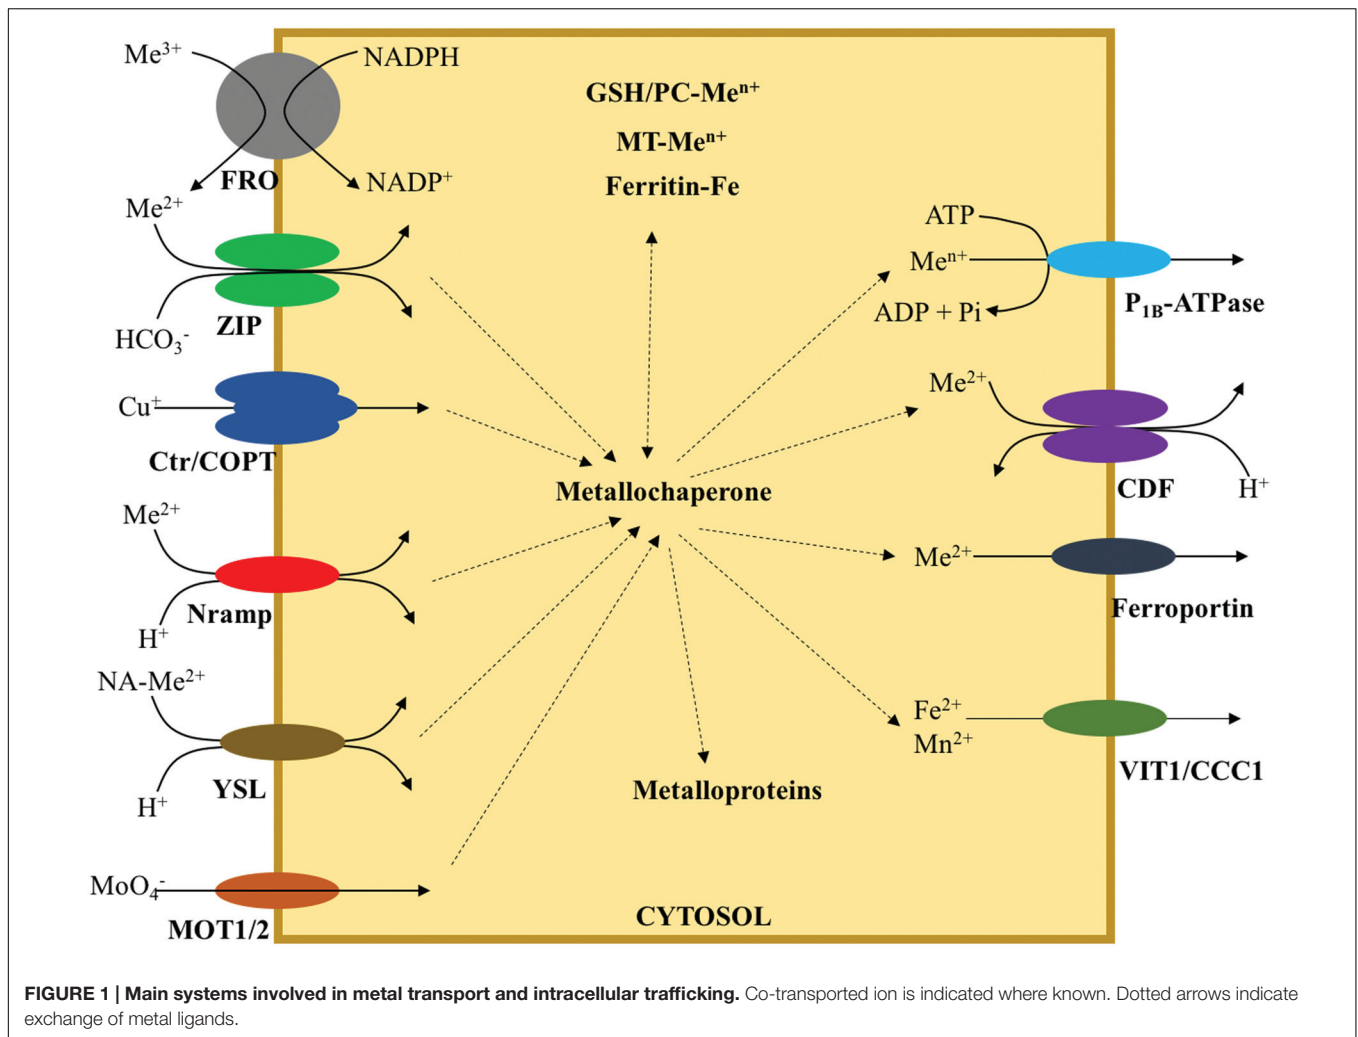 Me³⁺
NADPH
FRO
NADP⁺
Me²⁺
HCO₃⁻
ZIP
Cu⁺
Ctr/COPT
Me²⁺
H⁺
Nramp
NA-Me²⁺
H⁺
YSL
MoO₄⁻
MOT1/2
GSH/PC-Meⁿ⁺
MT-Meⁿ⁺
Ferritin-Fe
Metallochaperone
Metalloproteins
CYTOSOL
ATP
Meⁿ⁺
ADP + Pi
P₁B-ATPase
Me²⁺
CDF
H⁺
Me²⁺
Ferroportin
Fe²⁺
Mn²⁺
VIT1/CCC1
FIGURE 1 | Main systems involved in metal transport and intracellular trafficking. Co-transported ion is indicated where known. Dotted arrows indicate
exchange of metal ligands.